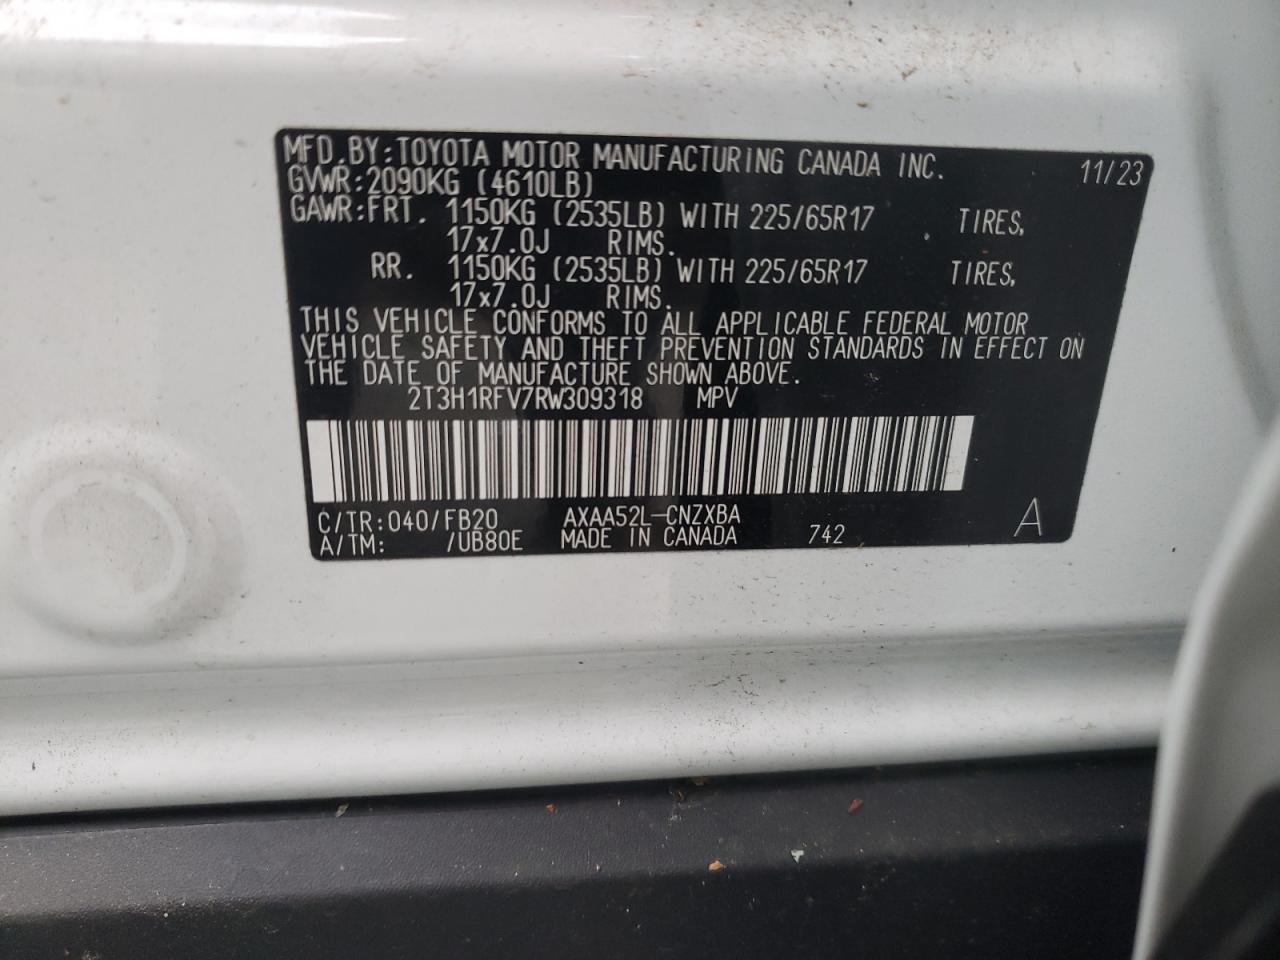 MFD.BY:TOYOTA MOTOR MANUFACTURING CANADA INC. 11/23
GVWR:2090KG (4610LB)
GAWR:FRT. 1150KG (2535LB) WITH 225/65R17 TIRES,
17x7.0J RIMS.
RR. 1150KG (2535LB) WITH 225/65R17 TIRES,
17x7.0J RIMS.
THIS VEHICLE CONFORMS TO ALL APPLICABLE FEDERAL MOTOR
VEHICLE SAFETY AND THEFT PREVENTION STANDARDS IN EFFECT ON
THE DATE OF MANUFACTURE SHOWN ABOVE.
2T3H1RFV7RW309318 MPV
C/TR:040/FB20 AXAA52L-CNZXBA
A/TM: /UB80E MADE IN CANADA 742 A